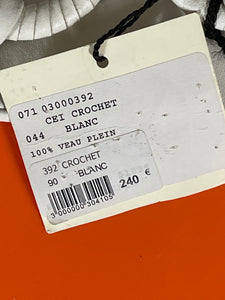 071 03000392
CEI CROCHET
044 BLANC
100% VEAU PLEIN
392 CROCHET
90 BLANC
240 €
3000000304105